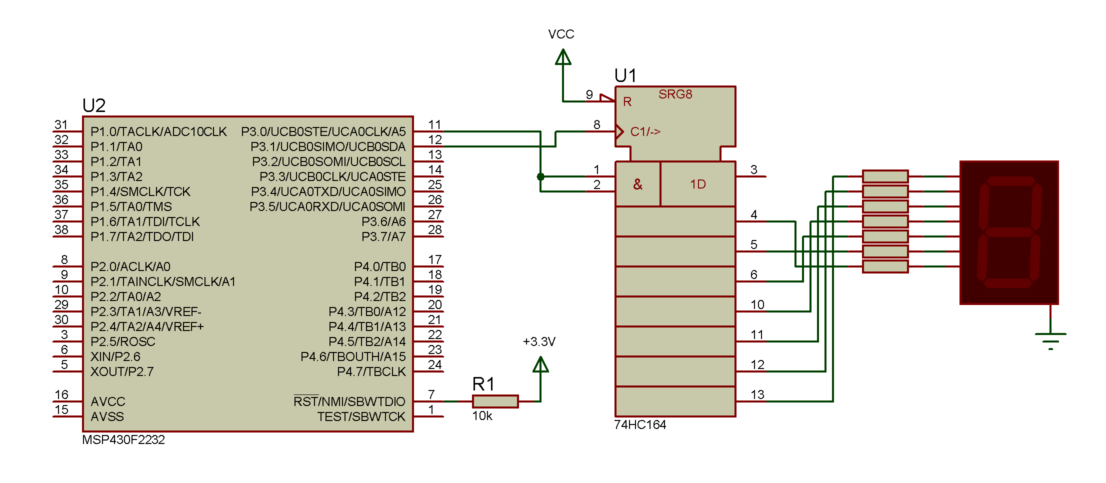 VCC
U1
9 R SRG8
8 C1/->
1
2
& 1D
3
4
5
6
10
11
12
13
74HC164
U2
31 P1.0/TACLK/ADC10CLK P3.0/UCB0STE/UCA0CLK/A5 11
32 P1.1/TA0 P3.1/UCB0SIMO/UCB0SDA 12
33 P1.2/TA1 P3.2/UCB0SOMI/UCB0SCL 13
34 P1.3/TA2 P3.3/UCB0CLK/UCA0STE 14
35 P1.4/SMCLK/TCK P3.4/UCA0TXD/UCA0SIMO 25
36 P1.5/TA0/TMS P3.5/UCA0RXD/UCA0SOMI 26
37 P1.6/TA1/TDI/TCLK P3.6/A6 27
38 P1.7/TA2/TDO/TDI P3.7/A7 28
8 P2.0/ACLK/A0 P4.0/TB0 17
9 P2.1/TAINCLK/SMCLK/A1 P4.1/TB1 18
10 P2.2/TA0/A2 P4.2/TB2 19
29 P2.3/TA1/A3/VREF- P4.3/TB0/A12 20
30 P2.4/TA2/A4/VREF+ P4.4/TB1/A13 21
3 P2.5/ROSC P4.5/TB2/A14 22
6 XIN/P2.6 P4.6/TBOUTH/A15 23
5 XOUT/P2.7 P4.7/TBCLK 24
16 AVCC RST/NMI/SBWTDIO 7
15 AVSS TEST/SBWTCK 1
MSP430F2232
+3.3V
R1
10k